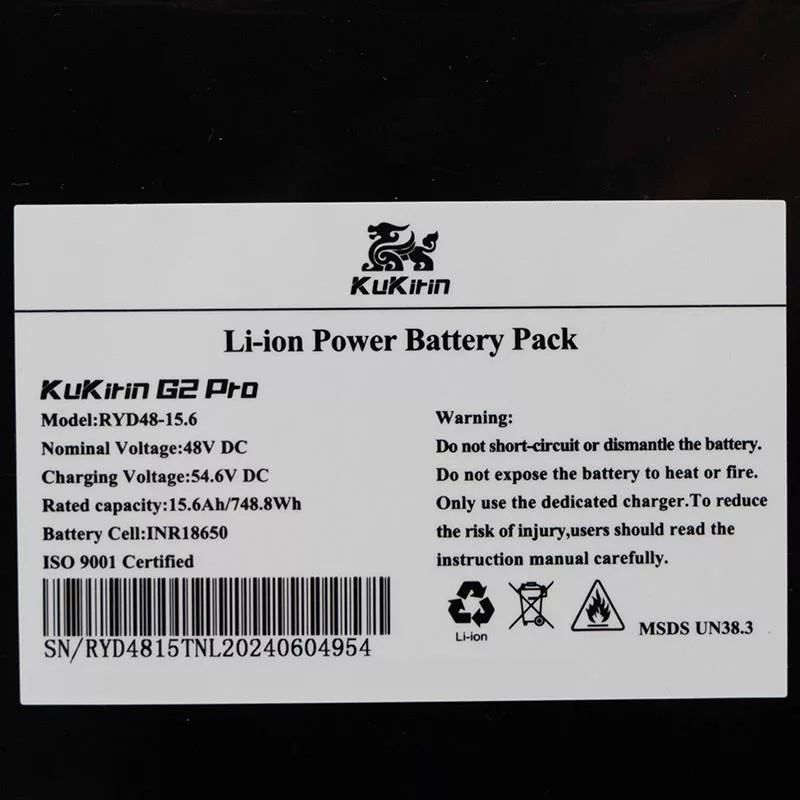 KuKirin
Li-ion Power Battery Pack
KuKirin G2 Pro
Model:RYD48-15.6
Nominal Voltage:48V DC
Charging Voltage:54.6V DC
Rated capacity:15.6Ah/748.8Wh
Battery Cell:INR18650
ISO 9001 Certified
SN/RYD4815TNL20240604954
Warning:
Do not short-circuit or dismantle the battery.
Do not expose the battery to heat or fire.
Only use the dedicated charger.To reduce
the risk of injury,users should read the
instruction manual carefully.
Li-ion
MSDS UN38.3